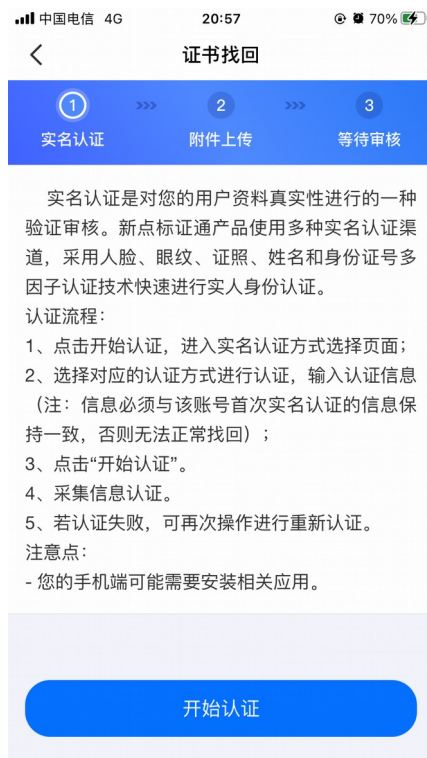 中国电信 4G 20:57 70%
证书找回
1 >>> 2 >>> 3
实名认证 附件上传 等待审核
实名认证是对您的用户资料真实性进行的一种
验证审核。新点标证通产品使用多种实名认证渠
道，采用人脸、眼纹、证照、姓名和身份证号多
因子认证技术快速进行实人身份认证。
认证流程：
1、点击开始认证，进入实名认证方式选择页面；
2、选择对应的认证方式进行认证，输入认证信息
（注：信息必须与该账号首次实名认证的信息保
持一致，否则无法正常找回）；
3、点击“开始认证”。
4、采集信息认证。
5、若认证失败，可再次操作进行重新认证。
注意点：
- 您的手机端可能需要安装相关应用。
开始认证